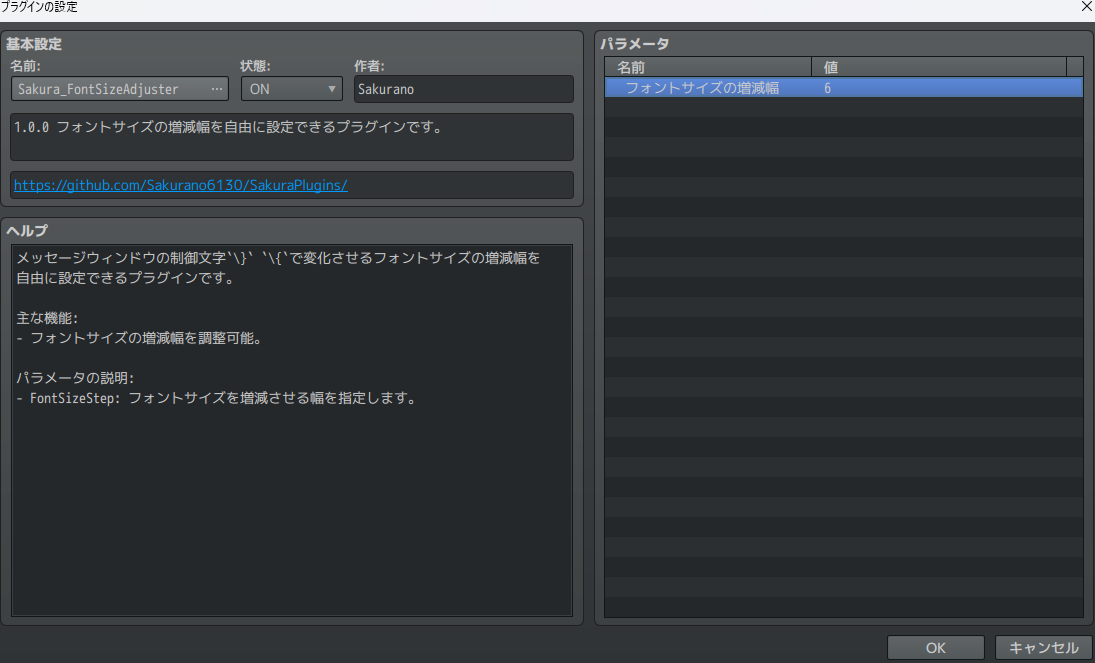 プラグインの設定
基本設定
名前:
状態:
作者:
Sakura_FontSizeAdjuster ...
ON
Sakurano
1.0.0 フォントサイズの増減幅を自由に設定できるプラグインです。
https://github.com/Sakurano6130/SakuraPlugins/
ヘルプ
メッセージウィンドウの制御文字`\}` `\{`で変化させるフォントサイズの増減幅を
自由に設定できるプラグインです。
主な機能:
- フォントサイズの増減幅を調整可能。
パラメータの説明:
- FontSizeStep: フォントサイズを増減させる幅を指定します。
パラメータ
名前 値
フォントサイズの増減幅 6
OK
キャンセル